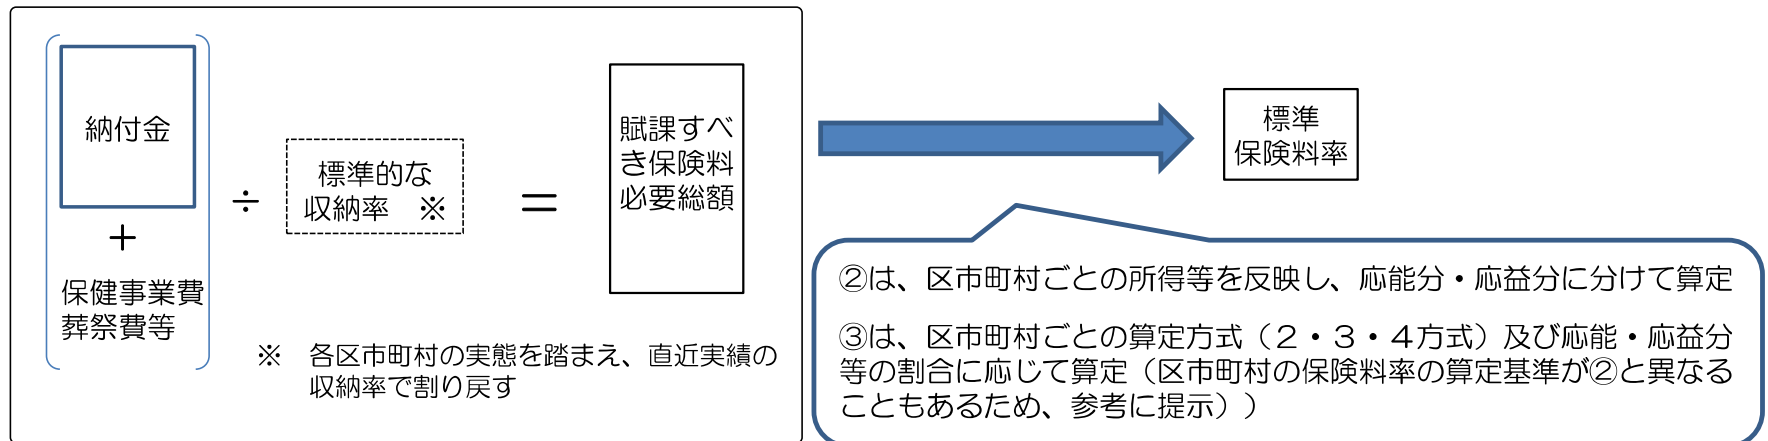 納付金
+
保健事業費
葬祭費等
÷
標準的な
収納率　※
=
賦課すべ
き保険料
必要総額
※　各区市町村の実態を踏まえ、直近実績の
収納率で割り戻す
標準
保険料率
②は、区市町村ごとの所得等を反映し、応能分・応益分に分けて算定
③は、区市町村ごとの算定方式（２・３・４方式）及び応能・応益分
等の割合に応じて算定（区市町村の保険料率の算定基準が②と異なる
こともあるため、参考に提示））